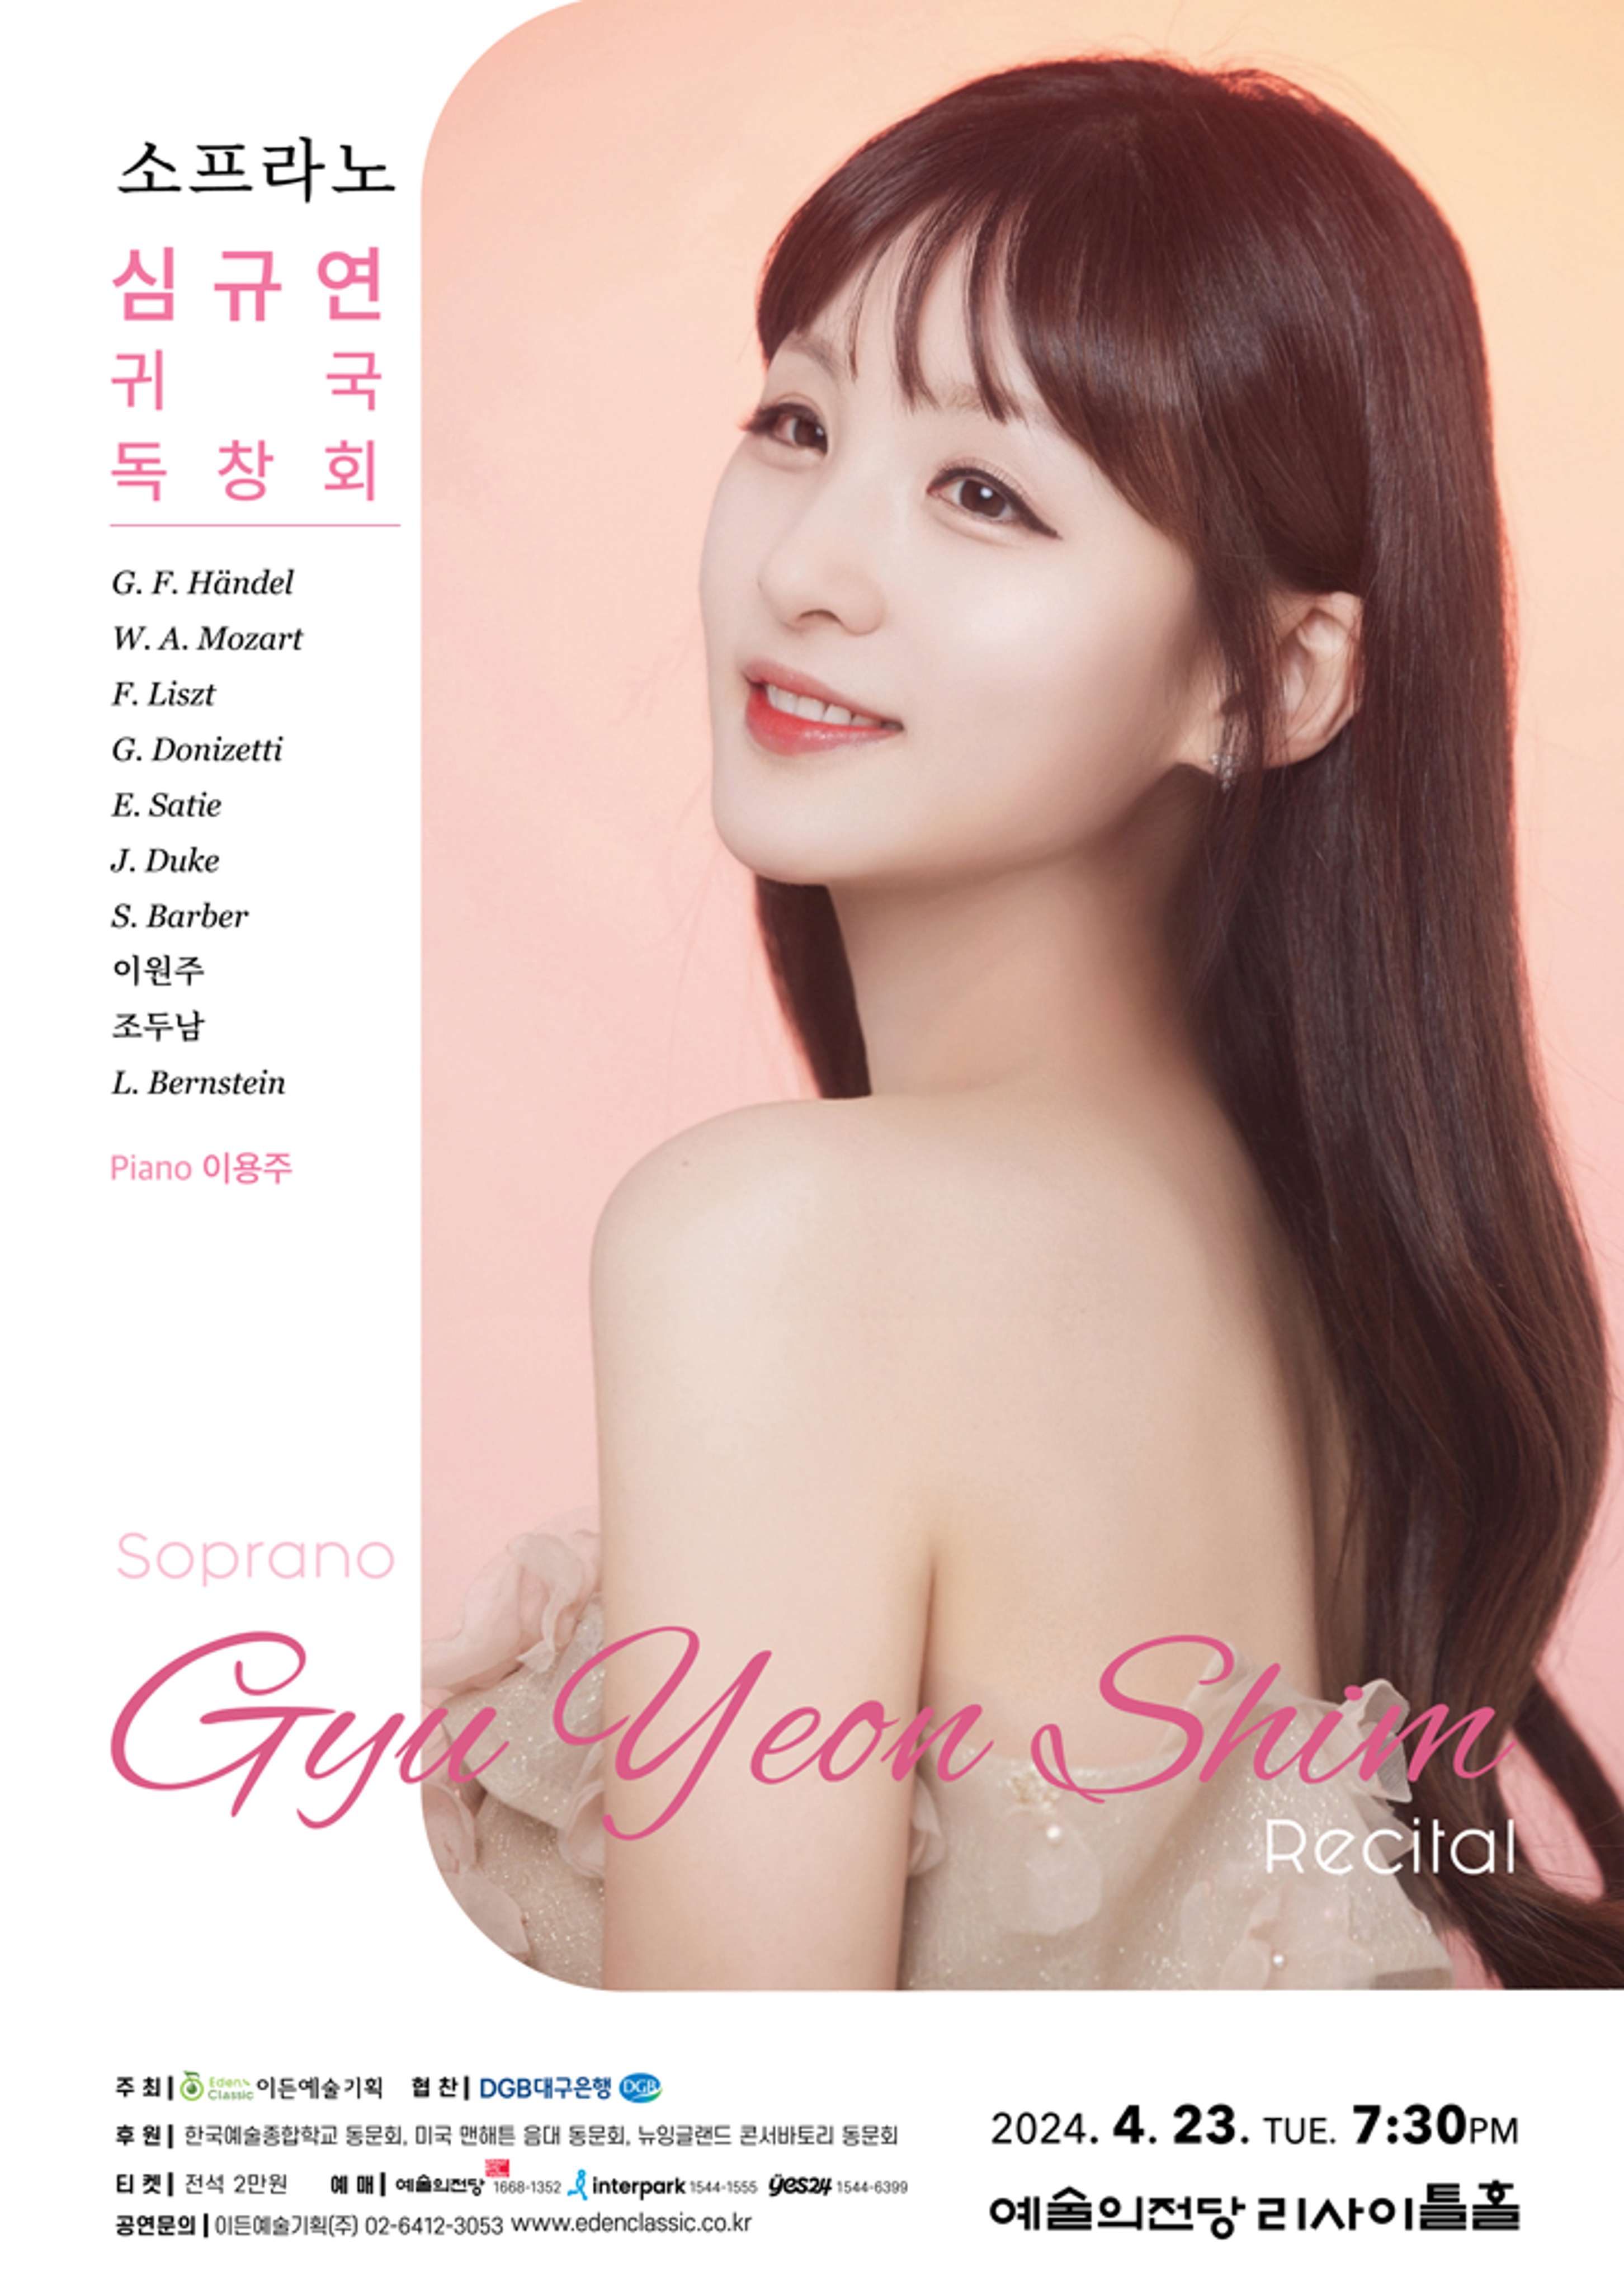 소프라노
심규연
귀국
독창회
G. F. Händel
W. A. Mozart
F. Liszt
G. Donizetti
E. Satie
J. Duke
S. Barber
이원주
조두남
L. Bernstein
Piano 이용주
Soprano
Gyu Yeon Shim
Recital
주 최 | Eden Classic 이든예술기획 협 찬 | DGB대구은행 DGB
후 원 | 한국예술종합학교 동문회, 미국 맨해튼 음대 동문회, 뉴잉글랜드 콘서바토리 동문회
티 켓 | 전석 2만원 예 매 | 예술의전당 1668-1352 interpark 1544-1555 yes24 1544-6399
공연문의 | 이든예술기획(주) 02-6412-3053 www.edenclassic.co.kr
2024. 4. 23. TUE. 7:30PM
예술의전당 리사이틀홀